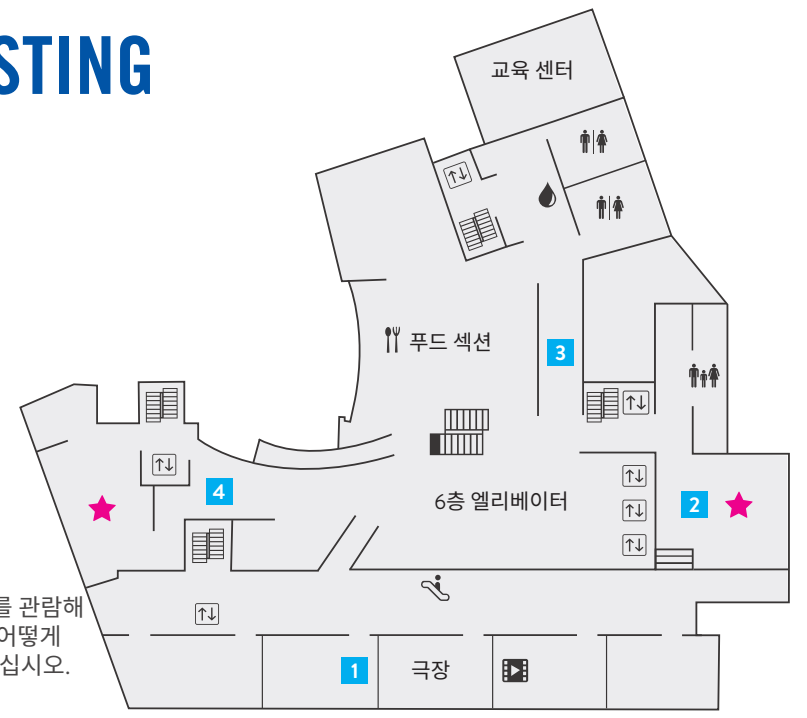 STING
교육 센터
푸드 섹션
3
4
6층 엘리베이터
2
를 관람해
어떻게
십시오.
1
극장